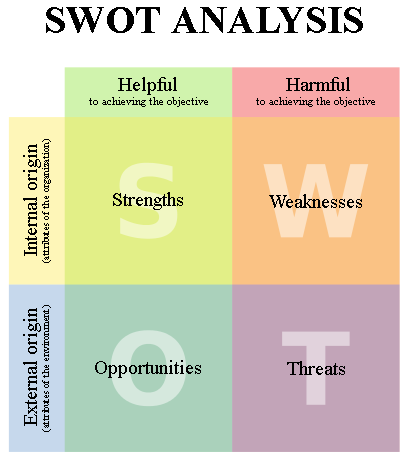 SWOT ANALYSIS
Helpful
to achieving the objective
Harmful
to achieving the objective
Internal origin
(attributes of the organization)
S
Strengths
W
Weaknesses
External origin
(attributes of the environment)
O
Opportunities
T
Threats